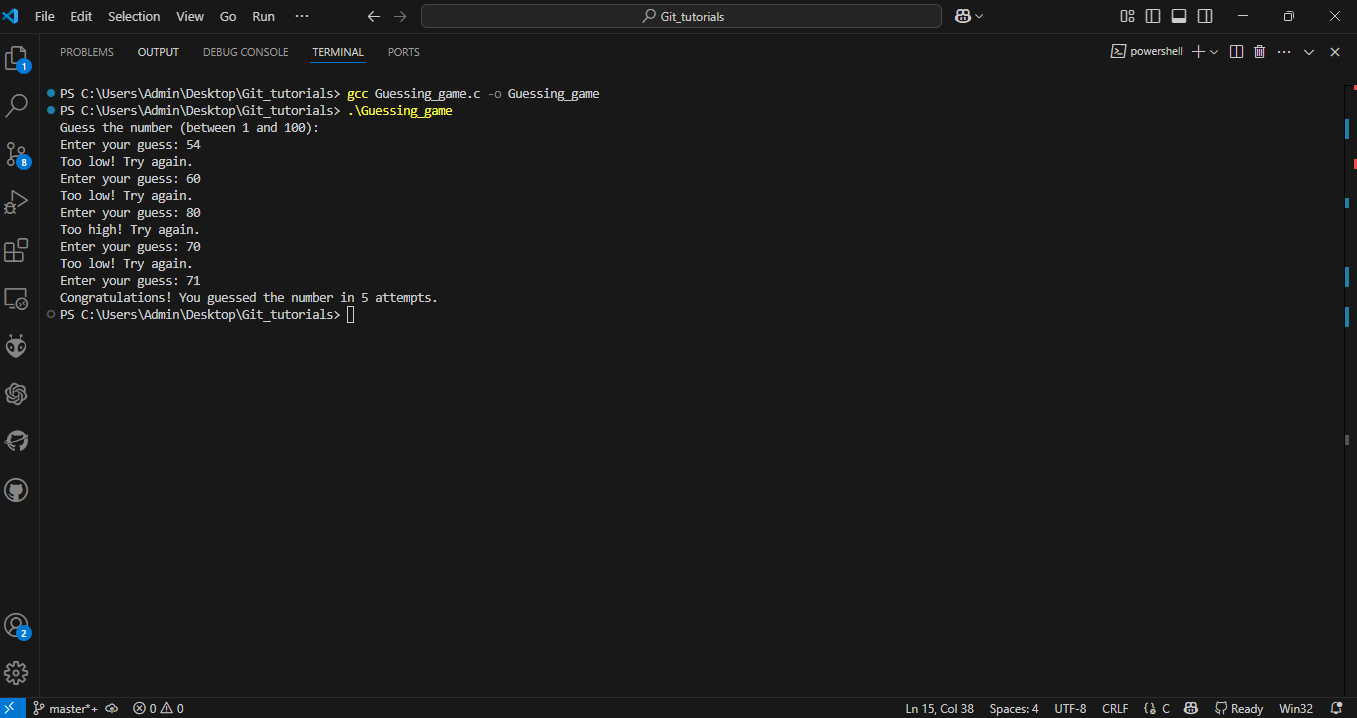 File Edit Selection View Go Run ··· Git_tutorials
PROBLEMS OUTPUT DEBUG CONSOLE TERMINAL PORTS powershell
1
8
2
PS C:\Users\Admin\Desktop\Git_tutorials> gcc Guessing_game.c -o Guessing_game
PS C:\Users\Admin\Desktop\Git_tutorials> .\Guessing_game
Guess the number (between 1 and 100):
Enter your guess: 54
Too low! Try again.
Enter your guess: 60
Too low! Try again.
Enter your guess: 80
Too high! Try again.
Enter your guess: 70
Too low! Try again.
Enter your guess: 71
Congratulations! You guessed the number in 5 attempts.
PS C:\Users\Admin\Desktop\Git_tutorials>
master*+ 0 0 Ln 15, Col 38 Spaces: 4 UTF-8 CRLF C Ready Win32